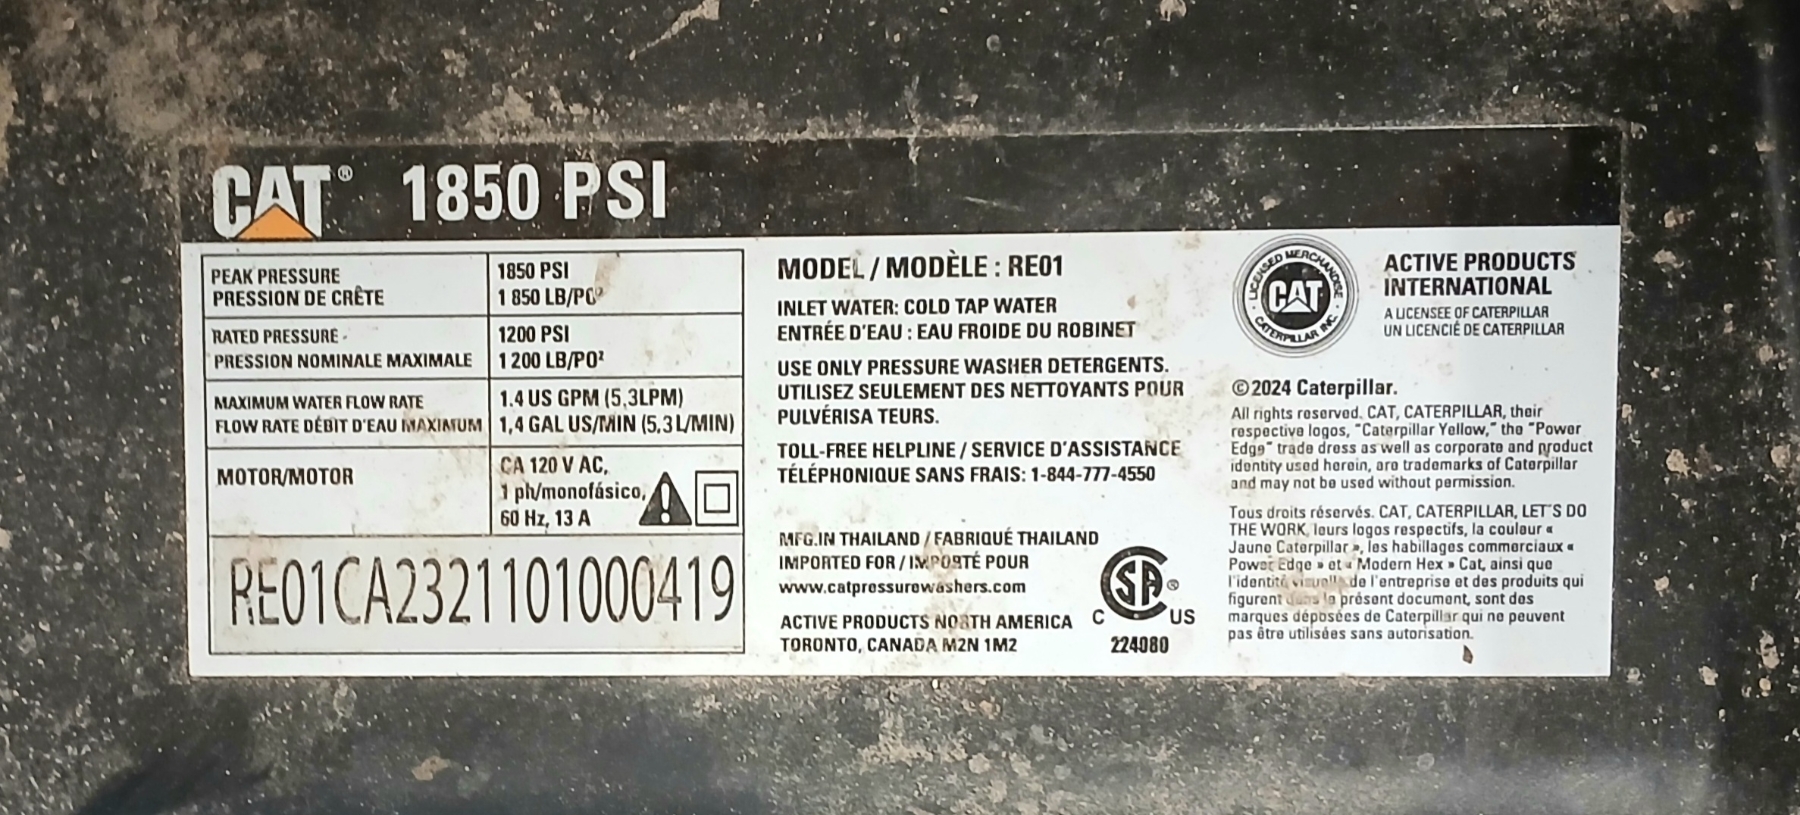 CAT® 1850 PSI
PEAK PRESSURE
PRESSION DE CRÊTE
1850 PSI
1 850 LB/PO²
RATED PRESSURE -
PRESSION NOMINALE MAXIMALE
1200 PSI
1 200 LB/PO²
MAXIMUM WATER FLOW RATE
FLOW RATE DÉBIT D'EAU MAXIMUM
1.4 US GPM (5,3LPM)
1,4 GAL US/MIN (5,3 L/MIN)
MOTOR/MOTOR
CA 120 V AC,
1 ph/monofásico,
60 Hz, 13 A
RE01CA2321101000419
MODEL / MODÈLE : RE01
INLET WATER: COLD TAP WATER
ENTRÉE D'EAU : EAU FROIDE DU ROBINET
USE ONLY PRESSURE WASHER DETERGENTS.
UTILISEZ SEULEMENT DES NETTOYANTS POUR
PULVÉRISA TEURS.
TOLL-FREE HELPLINE / SERVICE D'ASSISTANCE
TÉLÉPHONIQUE SANS FRAIS: 1-844-777-4550
MFG.IN THAILAND / FABRIQUÉ THAILAND
IMPORTED FOR / IMPORTÉ POUR
www.catpressurewashers.com
ACTIVE PRODUCTS NORTH AMERICA
TORONTO, CANADA M2N 1M2
C SA® US
224080
LICENSED MERCHANDISE
CAT
CATERPILLAR INC.
ACTIVE PRODUCTS
INTERNATIONAL
A LICENSEE OF CATERPILLAR
UN LICENCIÉ DE CATERPILLAR
©2024 Caterpillar.
All rights reserved. CAT, CATERPILLAR, their
respective logos, "Caterpillar Yellow," the "Power
Edge" trade dress as well as corporate and product
identity used herein, are trademarks of Caterpillar
and may not be used without permission.
Tous droits réservés. CAT, CATERPILLAR, LET'S DO
THE WORK, leurs logos respectifs, la couleur «
Jaune Caterpillar », les habillages commerciaux «
Power Edge » et « Modern Hex » Cat, ainsi que
l'identité visuelle de l'entreprise et des produits qui
figurent dans le présent document, sont des
marques déposées de Caterpillar qui ne peuvent
pas être utilisées sans autorisation.